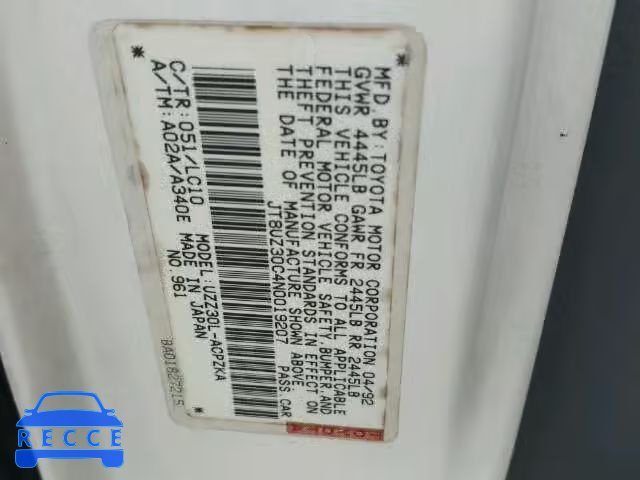 MFD. BY: TOYOTA MOTOR CORPORATION 04/92
GVWR 4445LB GAWR FR 2445LB RR 2445LB
THIS VEHICLE CONFORMS TO ALL APPLICABLE
FEDERAL MOTOR VEHICLE SAFETY, BUMPER, AND
THEFT PREVENTION STANDARDS IN EFFECT ON
THE DATE OF MANUFACTURE SHOWN ABOVE.
JT8UZ30C4N0019207 PASS.CAR
*
*
C/TR: 051/LC10 MODEL: UZZ30L-ACPZKA
A/TM: A02A/A340E MADE IN JAPAN
NO. 961
BA01827215
RECCE